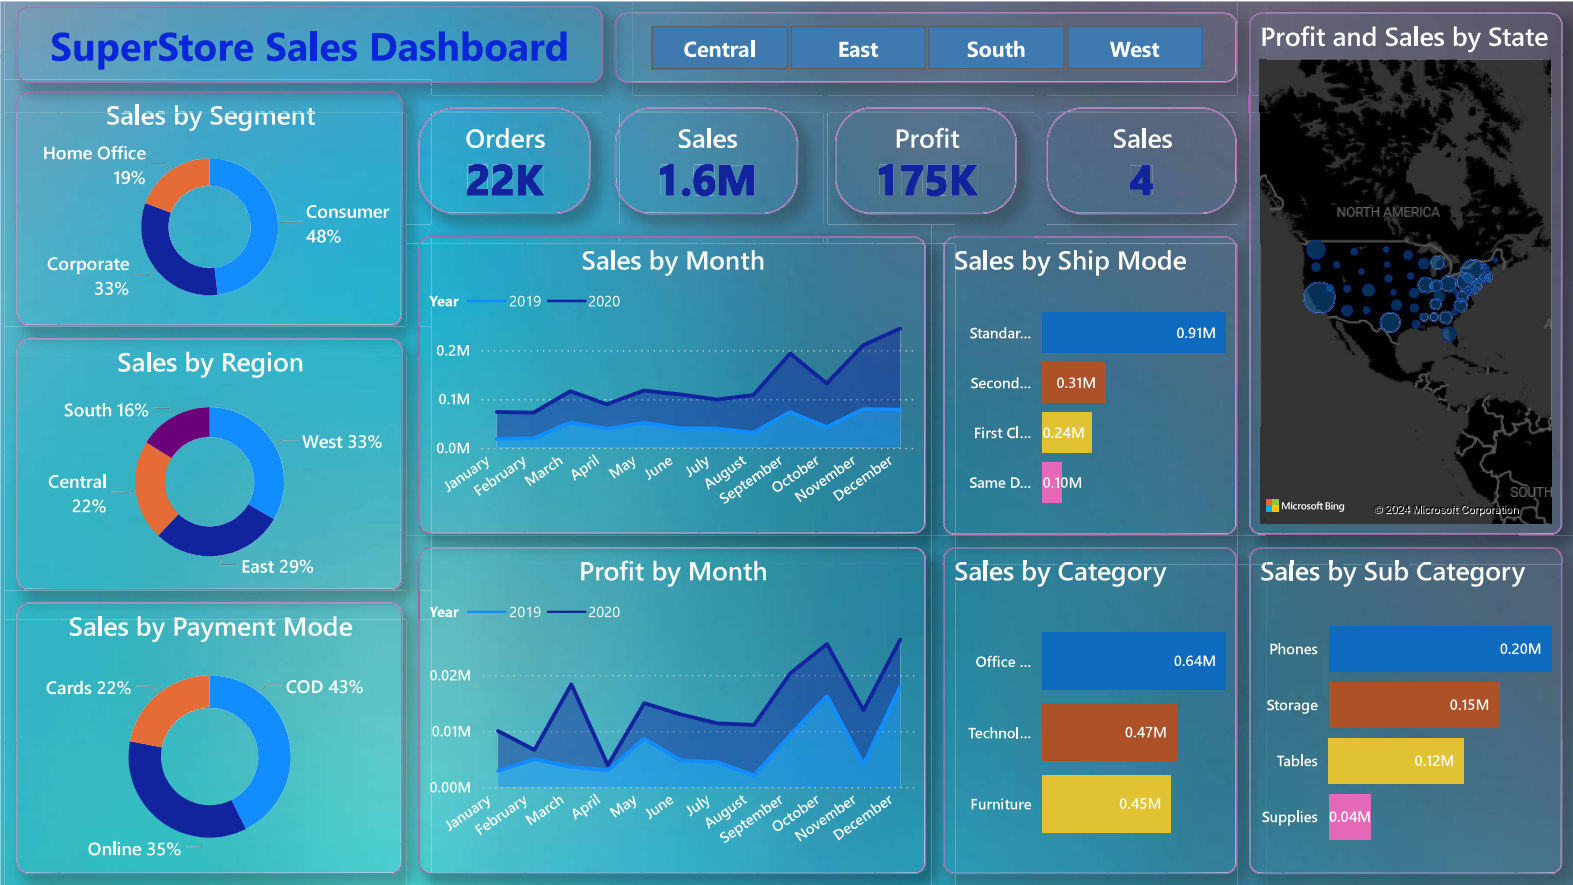 SuperStore Sales Dashboard
Central
East
South
West
Profit and Sales by State
Sales by Segment
Home Office
19%
Consumer
48%
Corporate
33%
Orders
22K
Sales
1.6M
Profit
175K
Sales
4
NORTH AMERICA
SOUTH
A
Microsoft Bing
© 2024 Microsoft Corporation
Sales by Month
Year 2019 2020
0.2M
0.1M
0.0M
January
February
March
April
May
June
July
August
September
October
November
December
Sales by Ship Mode
Standar... 0.91M
Second... 0.31M
First Cl... 0.24M
Same D... 0.10M
Sales by Region
South 16%
West 33%
Central
22%
East 29%
Sales by Payment Mode
Cards 22%
COD 43%
Online 35%
Profit by Month
Year 2019 2020
0.02M
0.01M
0.00M
January
February
March
April
May
June
July
August
September
October
November
December
Sales by Category
Office ... 0.64M
Technol... 0.47M
Furniture 0.45M
Sales by Sub Category
Phones 0.20M
Storage 0.15M
Tables 0.12M
Supplies 0.04M